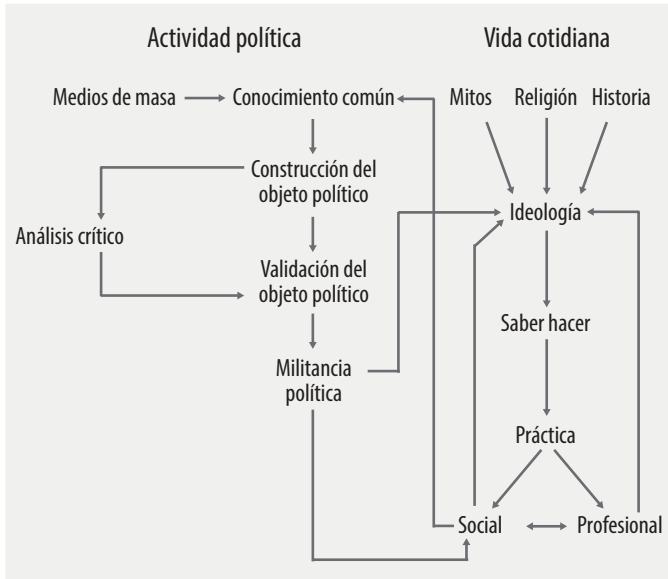 Actividad política
Vida cotidiana
Medios de masa
Conocimiento común
Mitos
Religión
Historia
Construcción del
objeto político
Análisis crítico
Ideología
Validación del
objeto político
Saber hacer
Militancia
política
Práctica
Social
Profesional